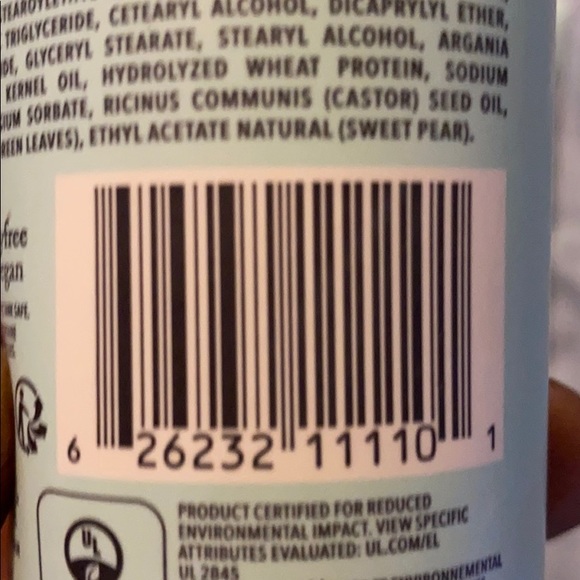 TRIGLYCERIDE, CETEARYL ALCOHOL, DICAPRYLYL ETHER,
GLYCERYL STEARATE, STEARYL ALCOHOL, ARGANIA
KERNEL OIL, HYDROLYZED WHEAT PROTEIN, SODIUM
SORBATE, RICINUS COMMUNIS (CASTOR) SEED OIL,
LEAVES), ETHYL ACETATE NATURAL (SWEET PEAR).
free
6 26232 11110 1
PRODUCT CERTIFIED FOR REDUCED
ENVIRONMENTAL IMPACT. VIEW SPECIFIC
ATTRIBUTES EVALUATED: UL.COM/EL
UL 2845
UL